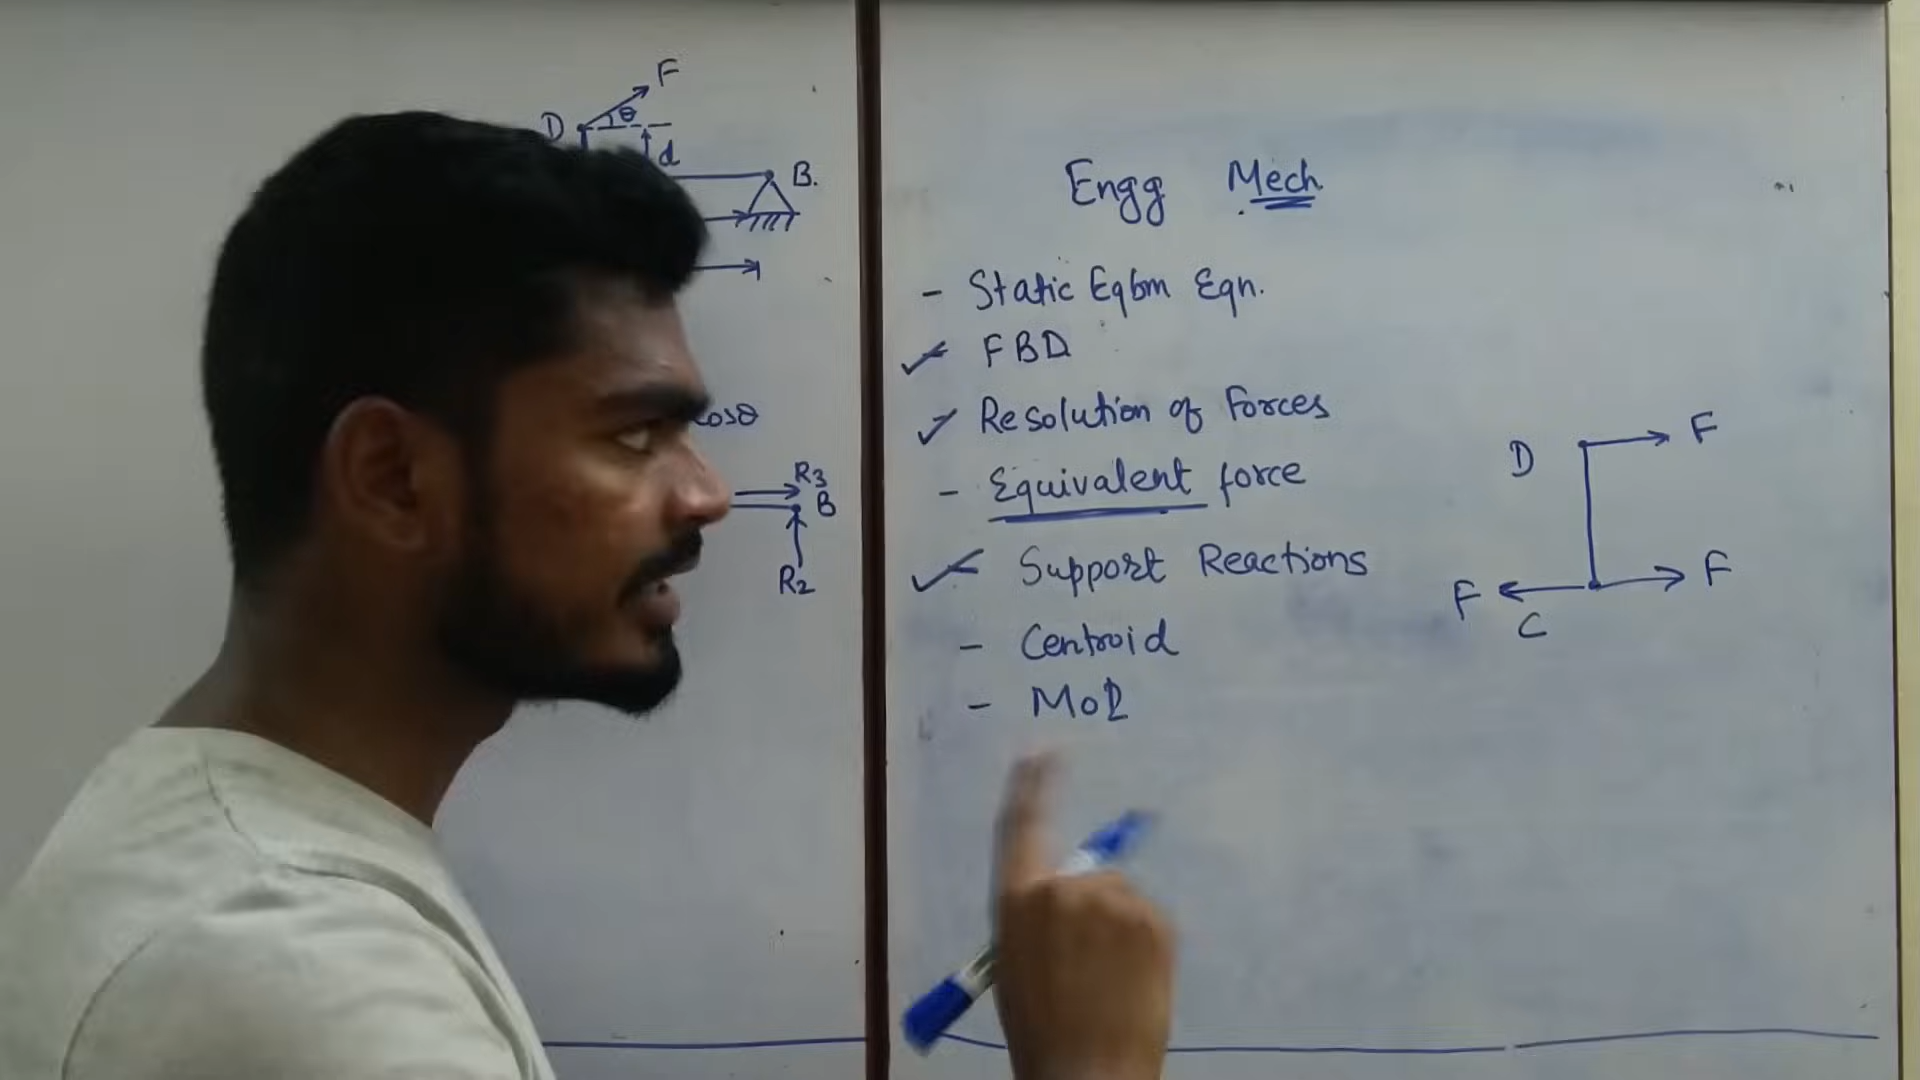 F
D θ
d
B.
cosθ
R3
B
R2
Engg Mech
- Static Eqbm Eqn.
✓ FBD
✓ Resolution of Forces
- Equivalent force
✓ Support Reactions
- Centroid
- MoI
D F
F F
C